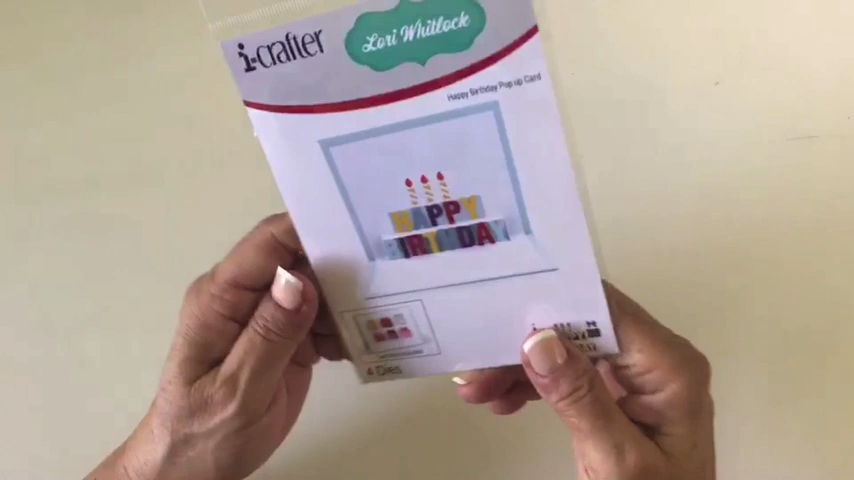 i-crafter
Lori Whitlock
Happy Birthday Pop up Card
HAPPY
BIRTHDAY
4 Dies